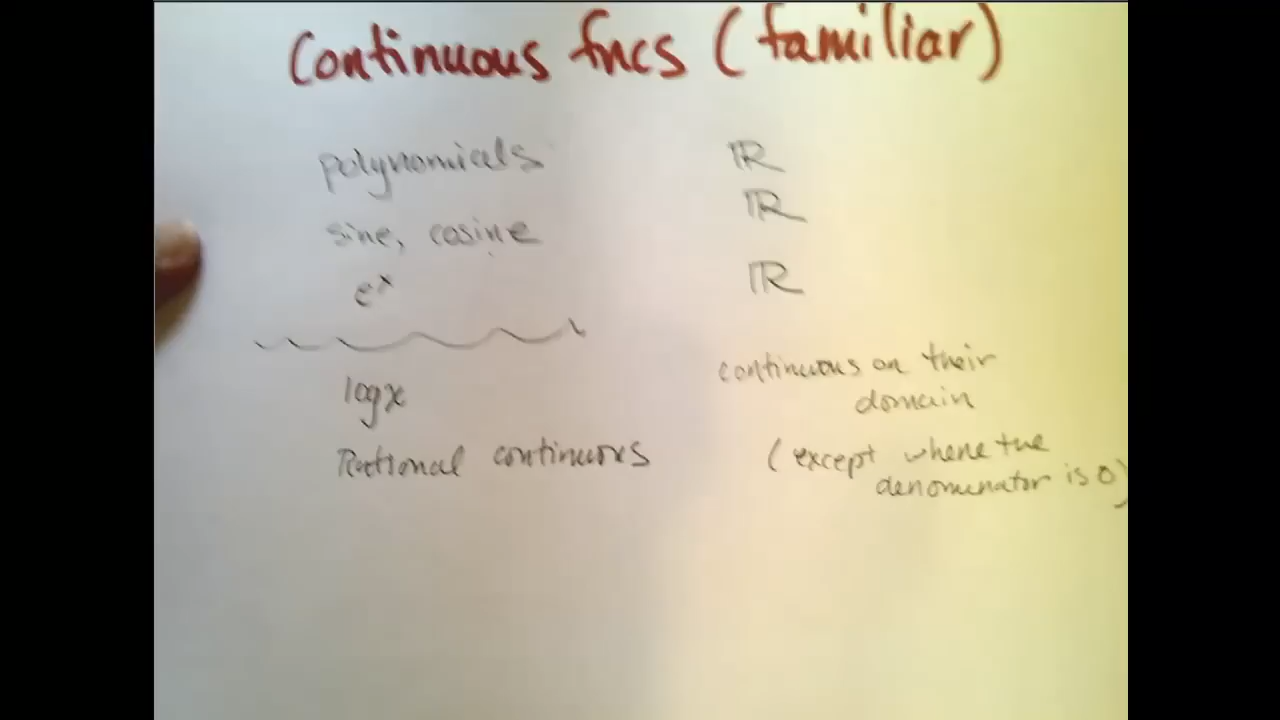 Continuous fncs (familiar)
polynomials ℝ
sine, cosine ℝ
eˣ ℝ
continuous on their
log x domain
Rational continuous (except where the
denominator is 0)